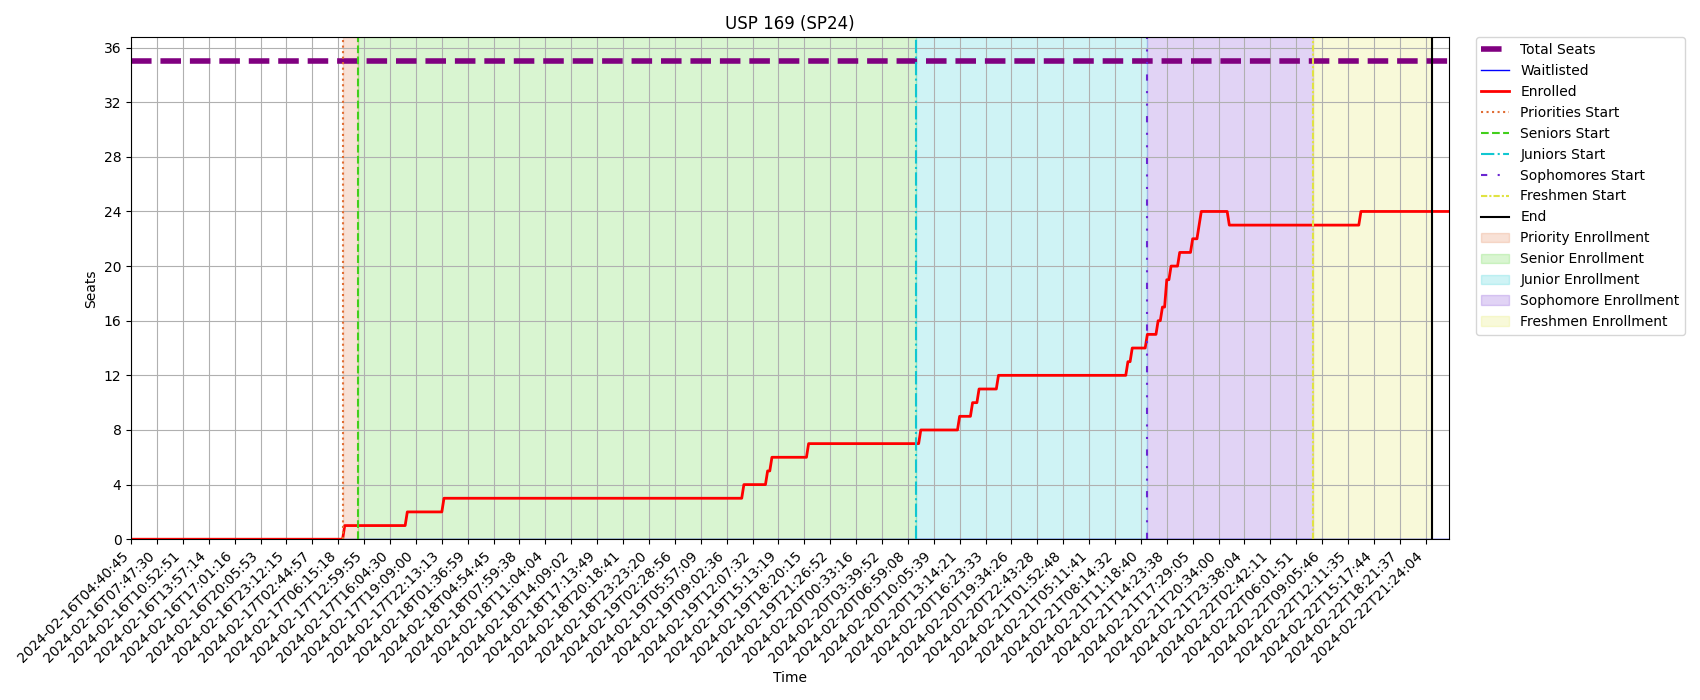 USP 169 (SP24)
Seats
36
32
28
24
20
16
12
8
4
0
2024-02-16T04:40:45
2024-02-16T07:47:30
2024-02-16T10:52:51
2024-02-16T13:57:14
2024-02-16T17:01:16
2024-02-16T20:05:53
2024-02-16T23:12:15
2024-02-17T02:44:57
2024-02-17T06:15:18
2024-02-17T12:59:55
2024-02-17T16:04:30
2024-02-17T19:09:00
2024-02-17T22:13:13
2024-02-18T01:36:59
2024-02-18T04:54:45
2024-02-18T07:59:38
2024-02-18T11:04:04
2024-02-18T14:09:02
2024-02-18T17:13:49
2024-02-18T20:18:41
2024-02-18T23:23:20
2024-02-19T02:28:56
2024-02-19T05:57:09
2024-02-19T09:02:36
2024-02-19T12:07:32
2024-02-19T15:13:19
2024-02-19T18:20:15
2024-02-19T21:26:52
2024-02-20T00:33:16
2024-02-20T03:39:52
2024-02-20T06:59:08
2024-02-20T10:05:39
2024-02-20T13:14:21
2024-02-20T16:23:33
2024-02-20T19:34:26
2024-02-20T22:43:28
2024-02-21T01:52:48
2024-02-21T05:11:41
2024-02-21T08:14:32
2024-02-21T11:18:40
2024-02-21T14:23:38
2024-02-21T17:29:05
2024-02-21T20:34:00
2024-02-21T23:38:04
2024-02-22T02:42:11
2024-02-22T06:01:51
2024-02-22T09:05:46
2024-02-22T12:11:35
2024-02-22T15:17:44
2024-02-22T18:21:37
2024-02-22T21:24:04
Time
Total Seats
Waitlisted
Enrolled
Priorities Start
Seniors Start
Juniors Start
Sophomores Start
Freshmen Start
End
Priority Enrollment
Senior Enrollment
Junior Enrollment
Sophomore Enrollment
Freshmen Enrollment